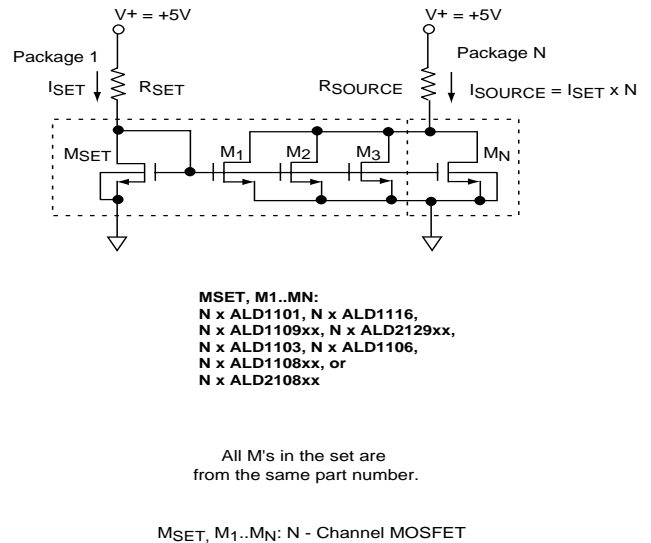 V+ = +5V V+ = +5V
Package 1 Package N
ISET RSET RSOURCE ISOURCE = ISET x N
MSET M1 M2 M3 MN
MSET, M1..MN:
N x ALD1101, N x ALD1116,
N x ALD1109xx, N x ALD2129xx,
N x ALD1103, N x ALD1106,
N x ALD1108xx, or
N x ALD2108xx
All M's in the set are
from the same part number.
MSET, M1..MN: N - Channel MOSFET